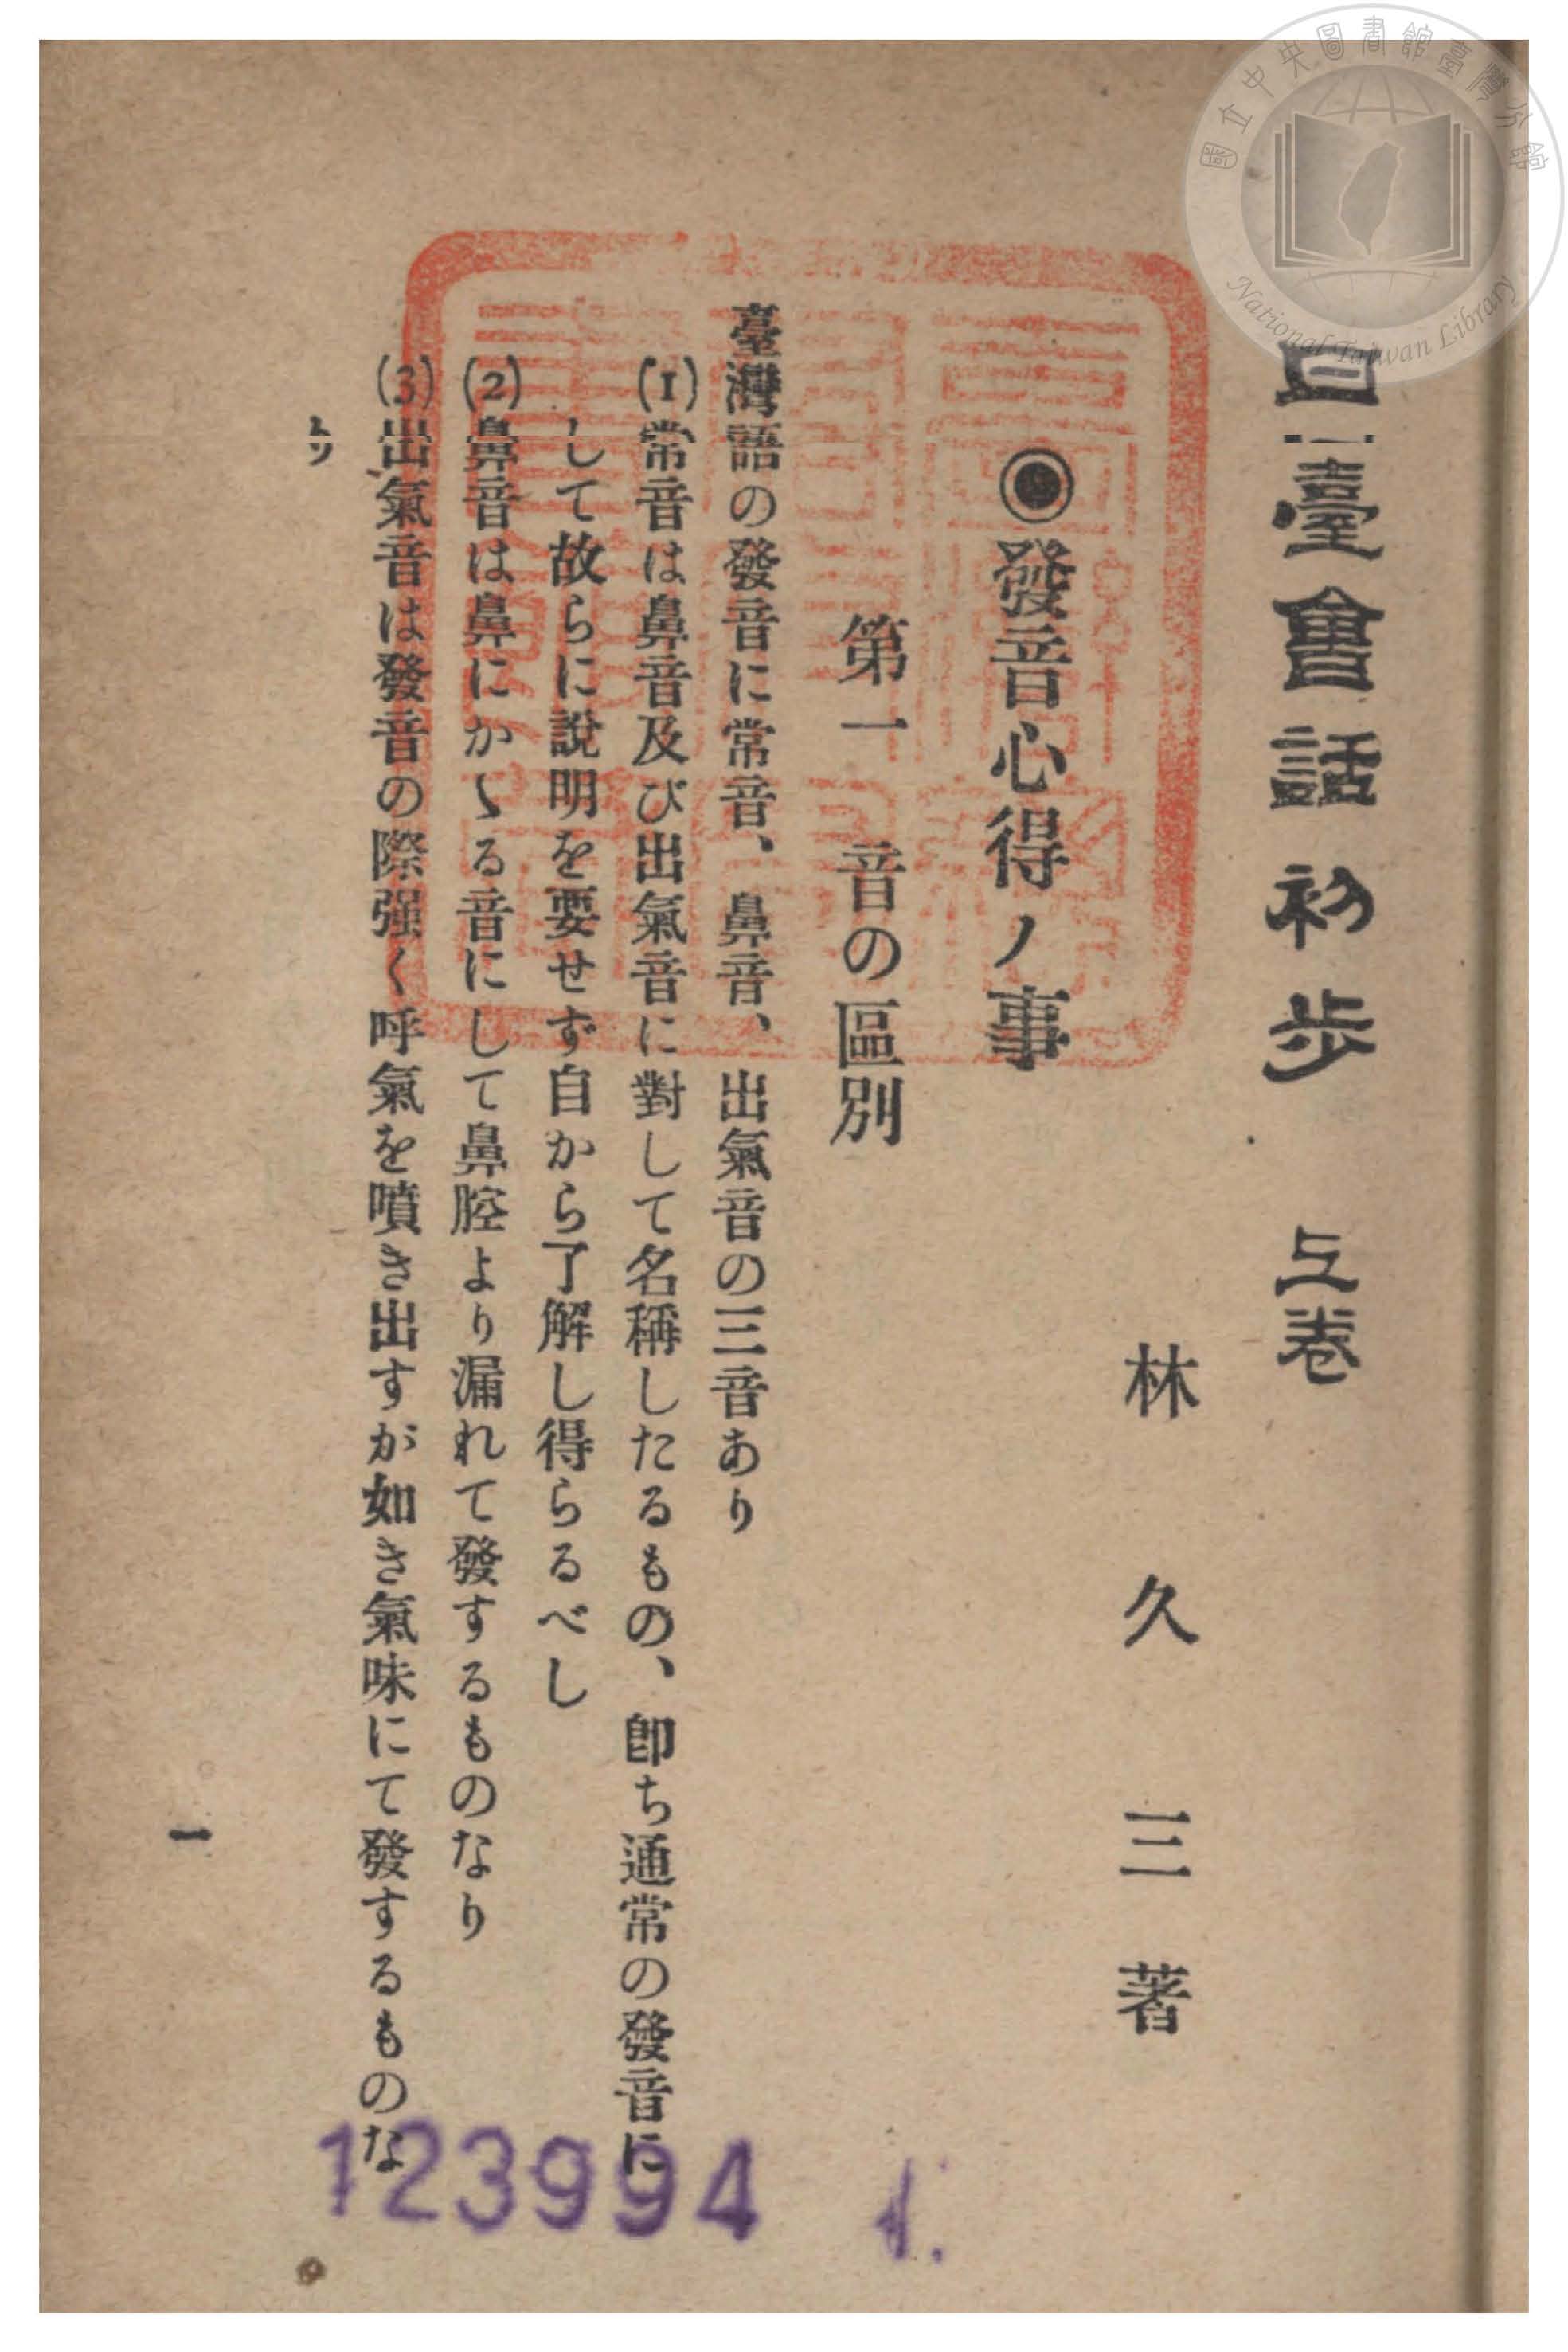 日臺會話初步 上卷
林久三著
◉發音心得ノ事
第一 音の區別
臺灣語の發音に常音、鼻音、出氣音の三音あり
(1)常音は鼻音及び出氣音に對して名稱したるもの、卽ち通常の發音に
して故らに說明を要せず自から了解し得らるべし
(2)鼻音は鼻にかゝる音にして鼻腔より漏れて發するものなり
(3)出氣音は發音の際强く呼氣を噴き出すが如き氣味にて發するものな
り
一
國立中央圖書館臺灣分館
National Taiwan Library
123994